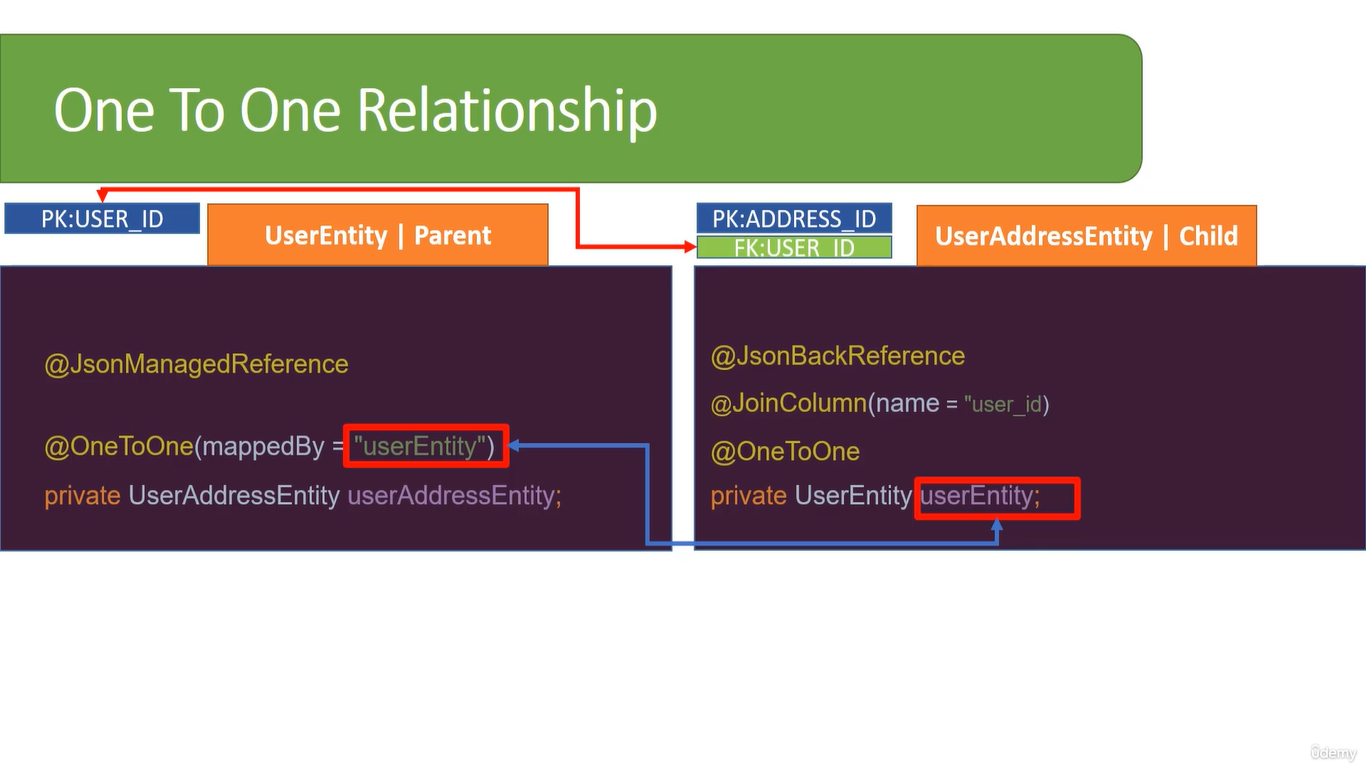 One To One Relationship
PK:USER_ID
UserEntity | Parent
@JsonManagedReference
@OneToOne(mappedBy = "userEntity")
private UserAddressEntity userAddressEntity;
PK:ADDRESS_ID
FK:USER_ID
UserAddressEntity | Child
@JsonBackReference
@JoinColumn(name = "user_id)
@OneToOne
private UserEntity userEntity;
ûdemy